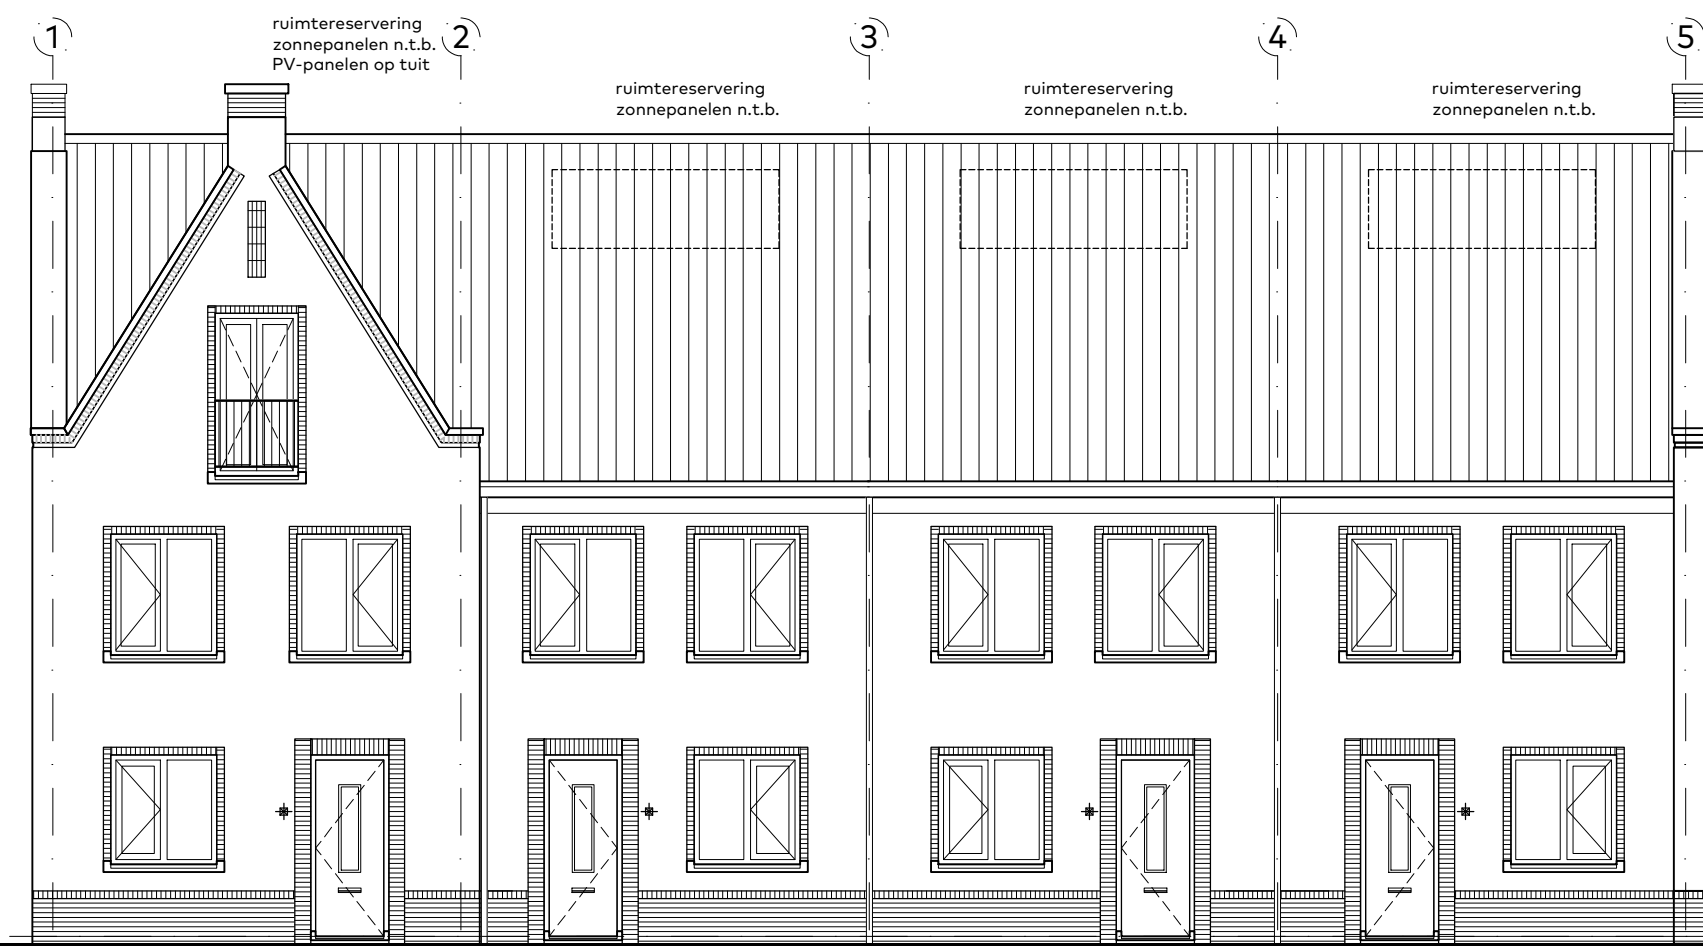 1
ruimtereservering
zonnepanelen n.t.b.
PV-panelen op tuit
2
3
4
5
ruimtereservering
zonnepanelen n.t.b.
ruimtereservering
zonnepanelen n.t.b.
ruimtereservering
zonnepanelen n.t.b.